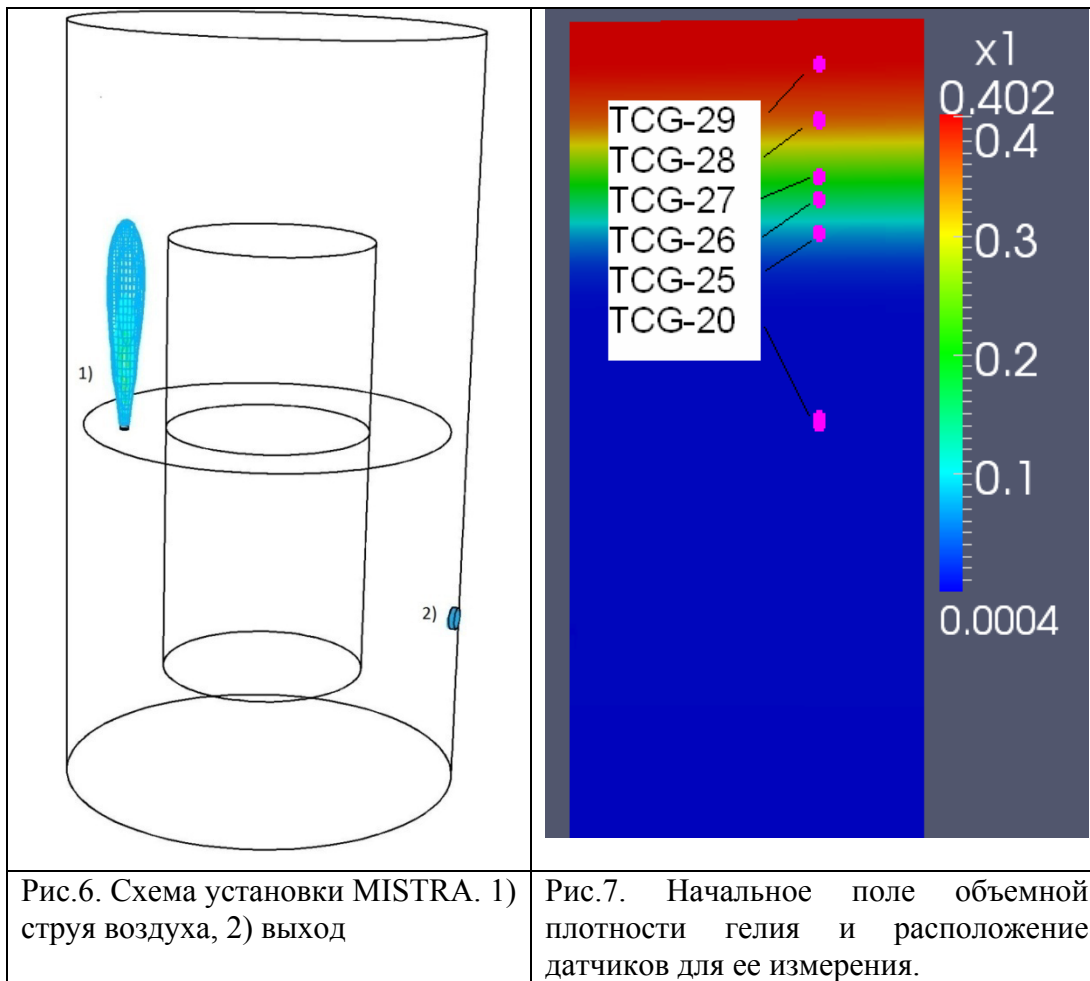 1)
2)
TCG-29
TCG-28
TCG-27
TCG-26
TCG-25
TCG-20
x1
0.402
0.4
0.3
0.2
0.1
0.0004
Рис.6. Схема установки MISTRA. 1)
струя воздуха, 2) выход
Рис.7. Начальное поле объемной
плотности гелия и расположение
датчиков для ее измерения.